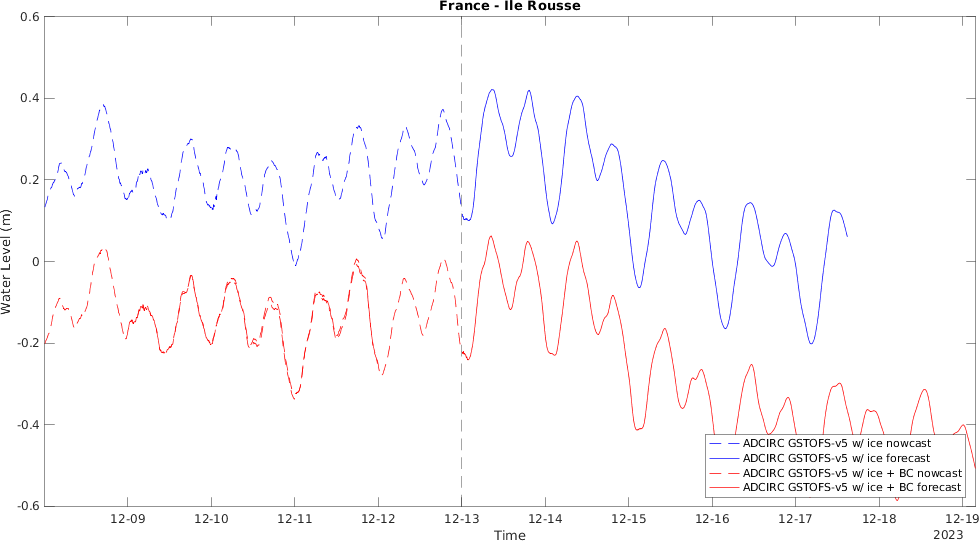 France - Ile Rousse
0.6
0.4
0.2
0
-0.2
-0.4
-0.6
Water Level (m)
ADCIRC GSTOFS-v5 w/ ice nowcast
ADCIRC GSTOFS-v5 w/ ice forecast
ADCIRC GSTOFS-v5 w/ ice + BC nowcast
ADCIRC GSTOFS-v5 w/ ice + BC forecast
12-09 12-10 12-11 12-12 12-13 12-14 12-15 12-16 12-17 12-18 12-19
Time
2023